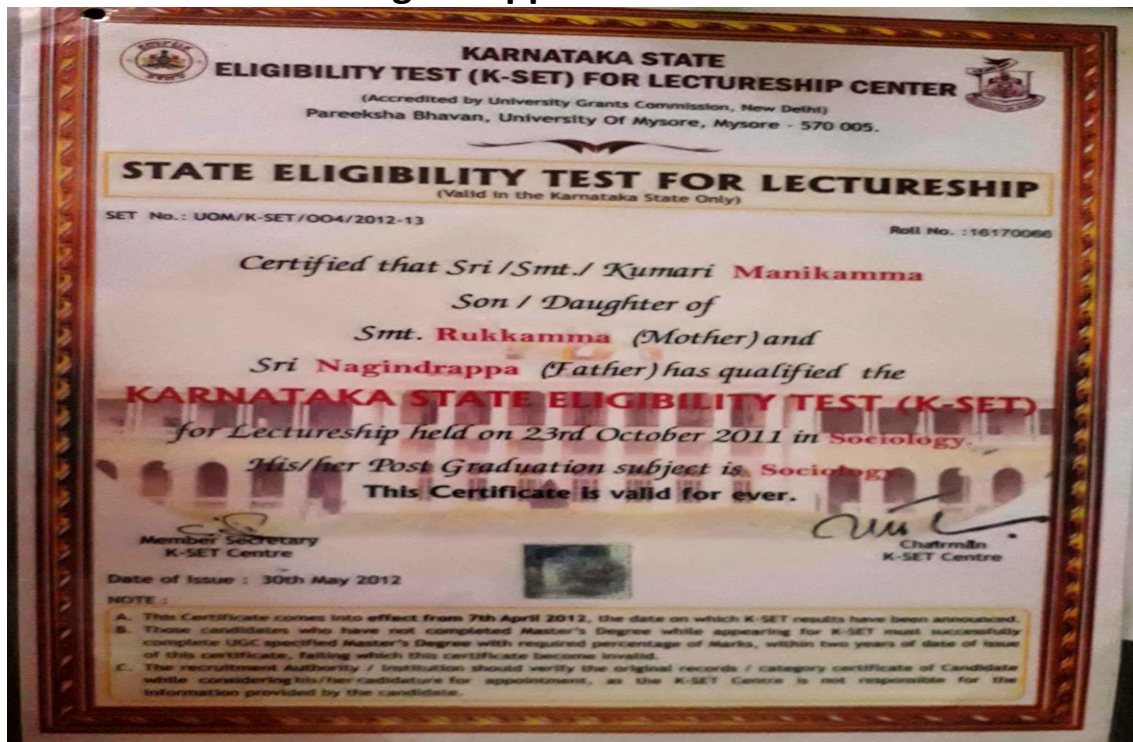 KARNATAKA STATE
ELIGIBILITY TEST (K-SET) FOR LECTURESHIP CENTER
(Accredited by University Grants Commission, New Delhi)
Pareeksha Bhavan, University Of Mysore, Mysore - 570 005.
STATE ELIGIBILITY TEST FOR LECTURESHIP
(Valid in the Karnataka State Only)
SET No.: UOM/K-SET/OO4/2012-13
Roll No. :16170066
Certified that Sri /Smt./ Kumari Manikamma
Son / Daughter of
Smt. Rukkamma (Mother) and
Sri Nagindrappa (Father) has qualified the
KARNATAKA STATE ELIGIBILITY TEST (K-SET)
for Lectureship held on 23rd October 2011 in Sociology.
His/her Post Graduation subject is Sociology
This Certificate is valid for ever.
Member Secretary
K-SET Centre
Chairman
K-SET Centre
Date of Issue : 30th May 2012
NOTE :
A. This Certificate comes into effect from 7th April 2012, the date on which K-SET results have been announced.
B. Those candidates who have not completed Master's Degree while appearing for K-SET must successfully
complete UGC specified Master's Degree with required percentage of Marks, within two years of date of issue
of this certificate, failing which this certificate become invalid.
C. The recruitment Authority / Institution should verify the original records / category certificate of Candidate
while considering his/her cadidature for appointment, as the K-SET Centre is not responsible for the
information provided by the candidate.